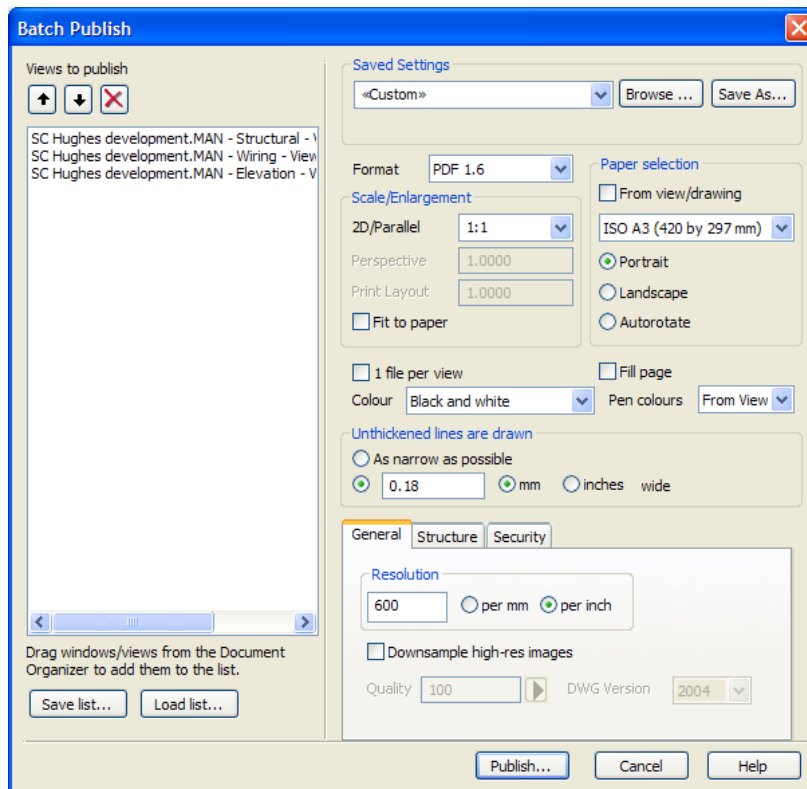 Batch Publish
Views to publish
SC Hughes development.MAN - Structural -
SC Hughes development.MAN - Wiring - View
SC Hughes development.MAN - Elevation -
Drag windows/views from the Document
Organizer to add them to the list.
Save list...
Load list...
Saved Settings
«Custom»
Browse ...
Save As...
Format
PDF 1.6
Scale/Enlargement
2D/Parallel
1:1
Perspective
1.0000
Print Layout
1.0000
Fit to paper
Paper selection
From view/drawing
ISO A3 (420 by 297 mm)
Portrait
Landscape
Autorotate
1 file per view
Fill page
Colour
Black and white
Pen colours
From View
Unthickened lines are drawn
As narrow as possible
0.18
mm
inches
wide
General
Structure
Security
Resolution
600
per mm
per inch
Downsample high-res images
Quality
100
DWG Version
2004
Publish...
Cancel
Help